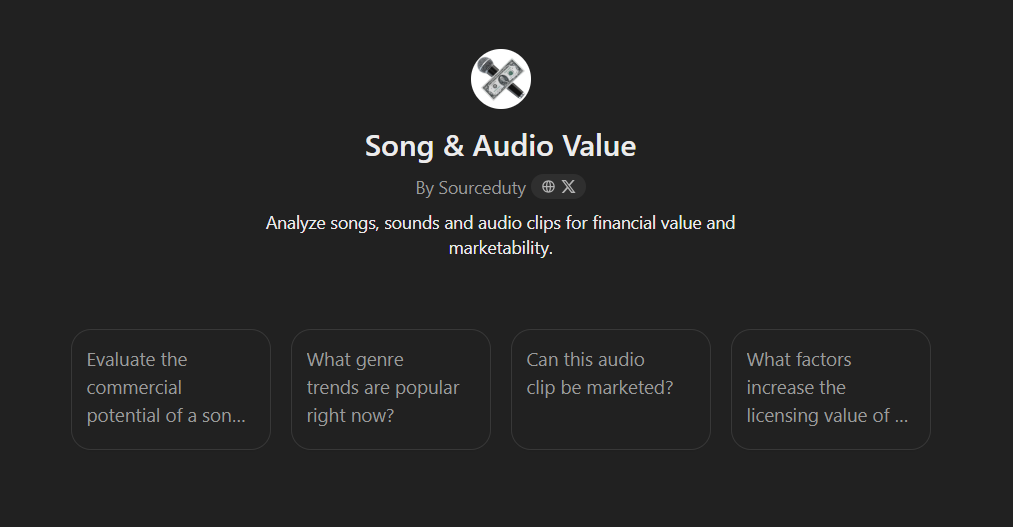 Song & Audio Value
By Sourceduty
Analyze songs, sounds and audio clips for financial value and
marketability.
Evaluate the
commercial
potential of a son...
What genre
trends are popular
right now?
Can this audio
clip be marketed?
What factors
increase the
licensing value of ...